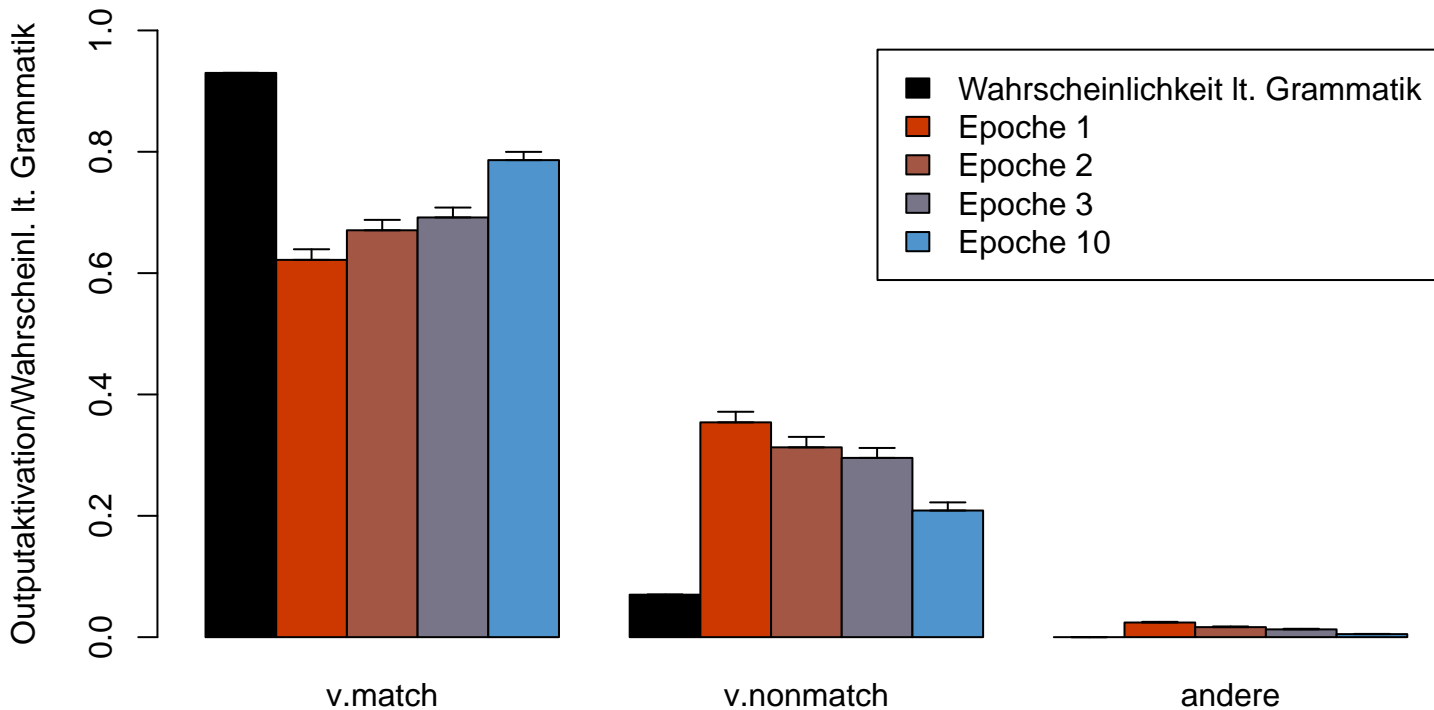 Outputaktivation/Wahrscheinl. lt. Grammatik
1.0
0.8
0.6
0.4
0.2
0.0
Wahrscheinlichkeit lt. Grammatik
Epoche 1
Epoche 2
Epoche 3
Epoche 10
v.match
v.nonmatch
andere